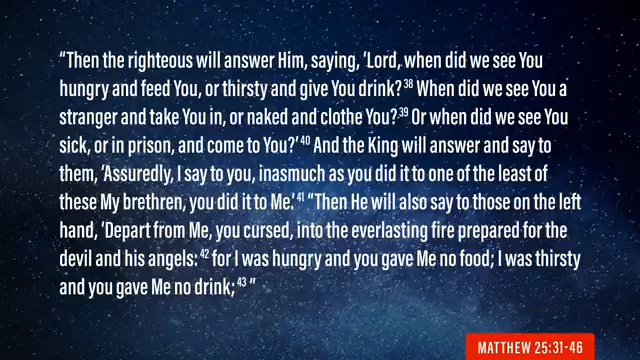 “Then the righteous will answer Him, saying, ‘Lord, when did we see You
hungry and feed You, or thirsty and give You drink?³⁸ When did we see You a
stranger and take You in, or naked and clothe You?³⁹ Or when did we see You
sick, or in prison, and come to You?’⁴⁰ And the King will answer and say to
them, ‘Assuredly, I say to you, inasmuch as you did it to one of the least of
these My brethren, you did it to Me.’⁴¹ “Then He will also say to those on the left
hand, ‘Depart from Me, you cursed, into the everlasting fire prepared for the
devil and his angels: ⁴² for I was hungry and you gave Me no food; I was thirsty
and you gave Me no drink; ⁴³ ”
MATTHEW 25:31-46